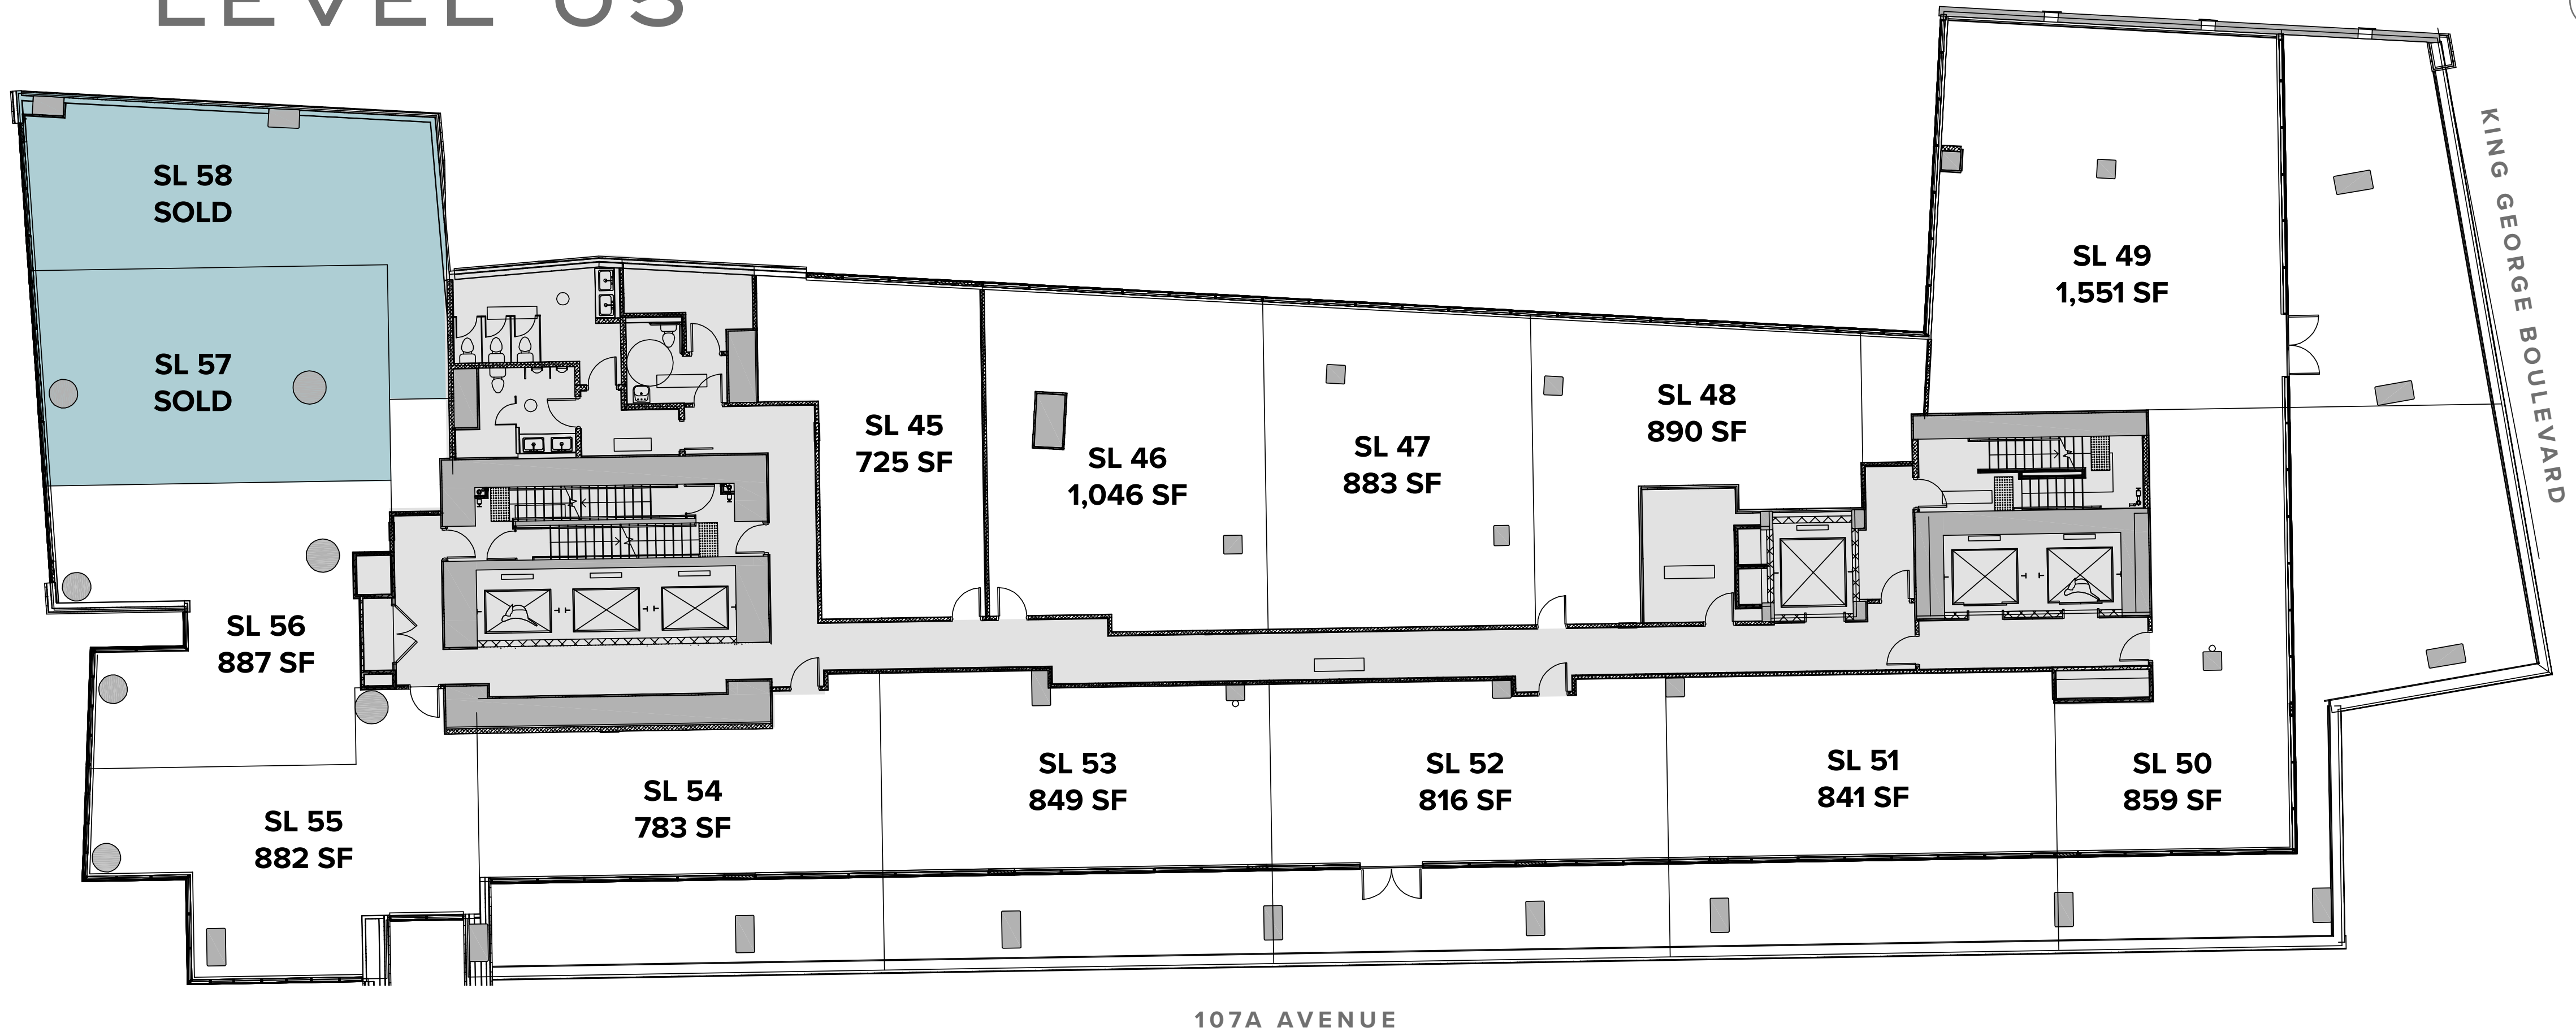 LEVEL 05
SL 58
SOLD
SL 57
SOLD
SL 56
887 SF
SL 55
882 SF
SL 45
725 SF
SL 46
1,046 SF
SL 47
883 SF
SL 48
890 SF
SL 49
1,551 SF
SL 54
783 SF
SL 53
849 SF
SL 52
816 SF
SL 51
841 SF
SL 50
859 SF
KING GEORGE BOULEVARD
107A AVENUE